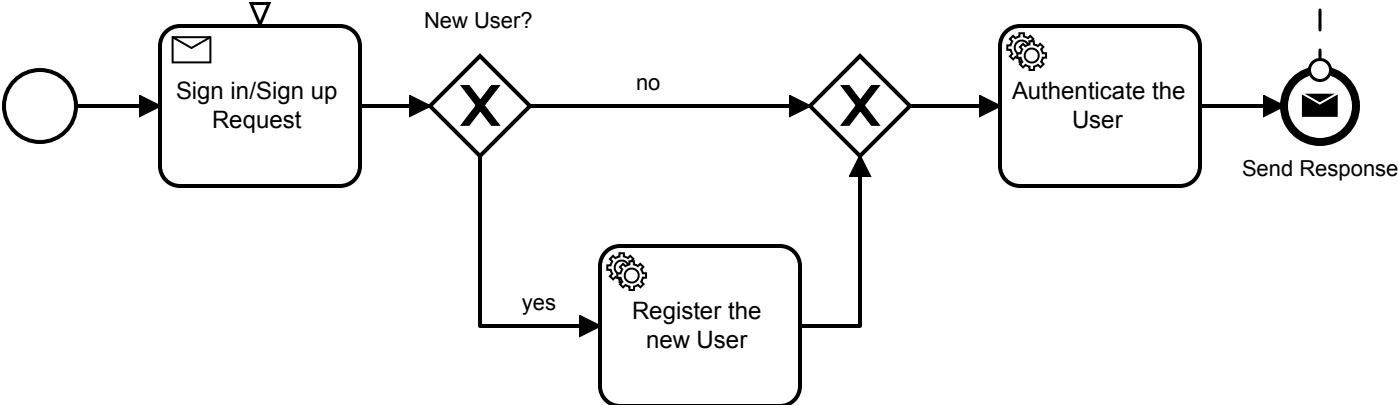 New User?
Sign in/Sign up
Request
no
Authenticate the
User
Send Response
yes
Register the
new User